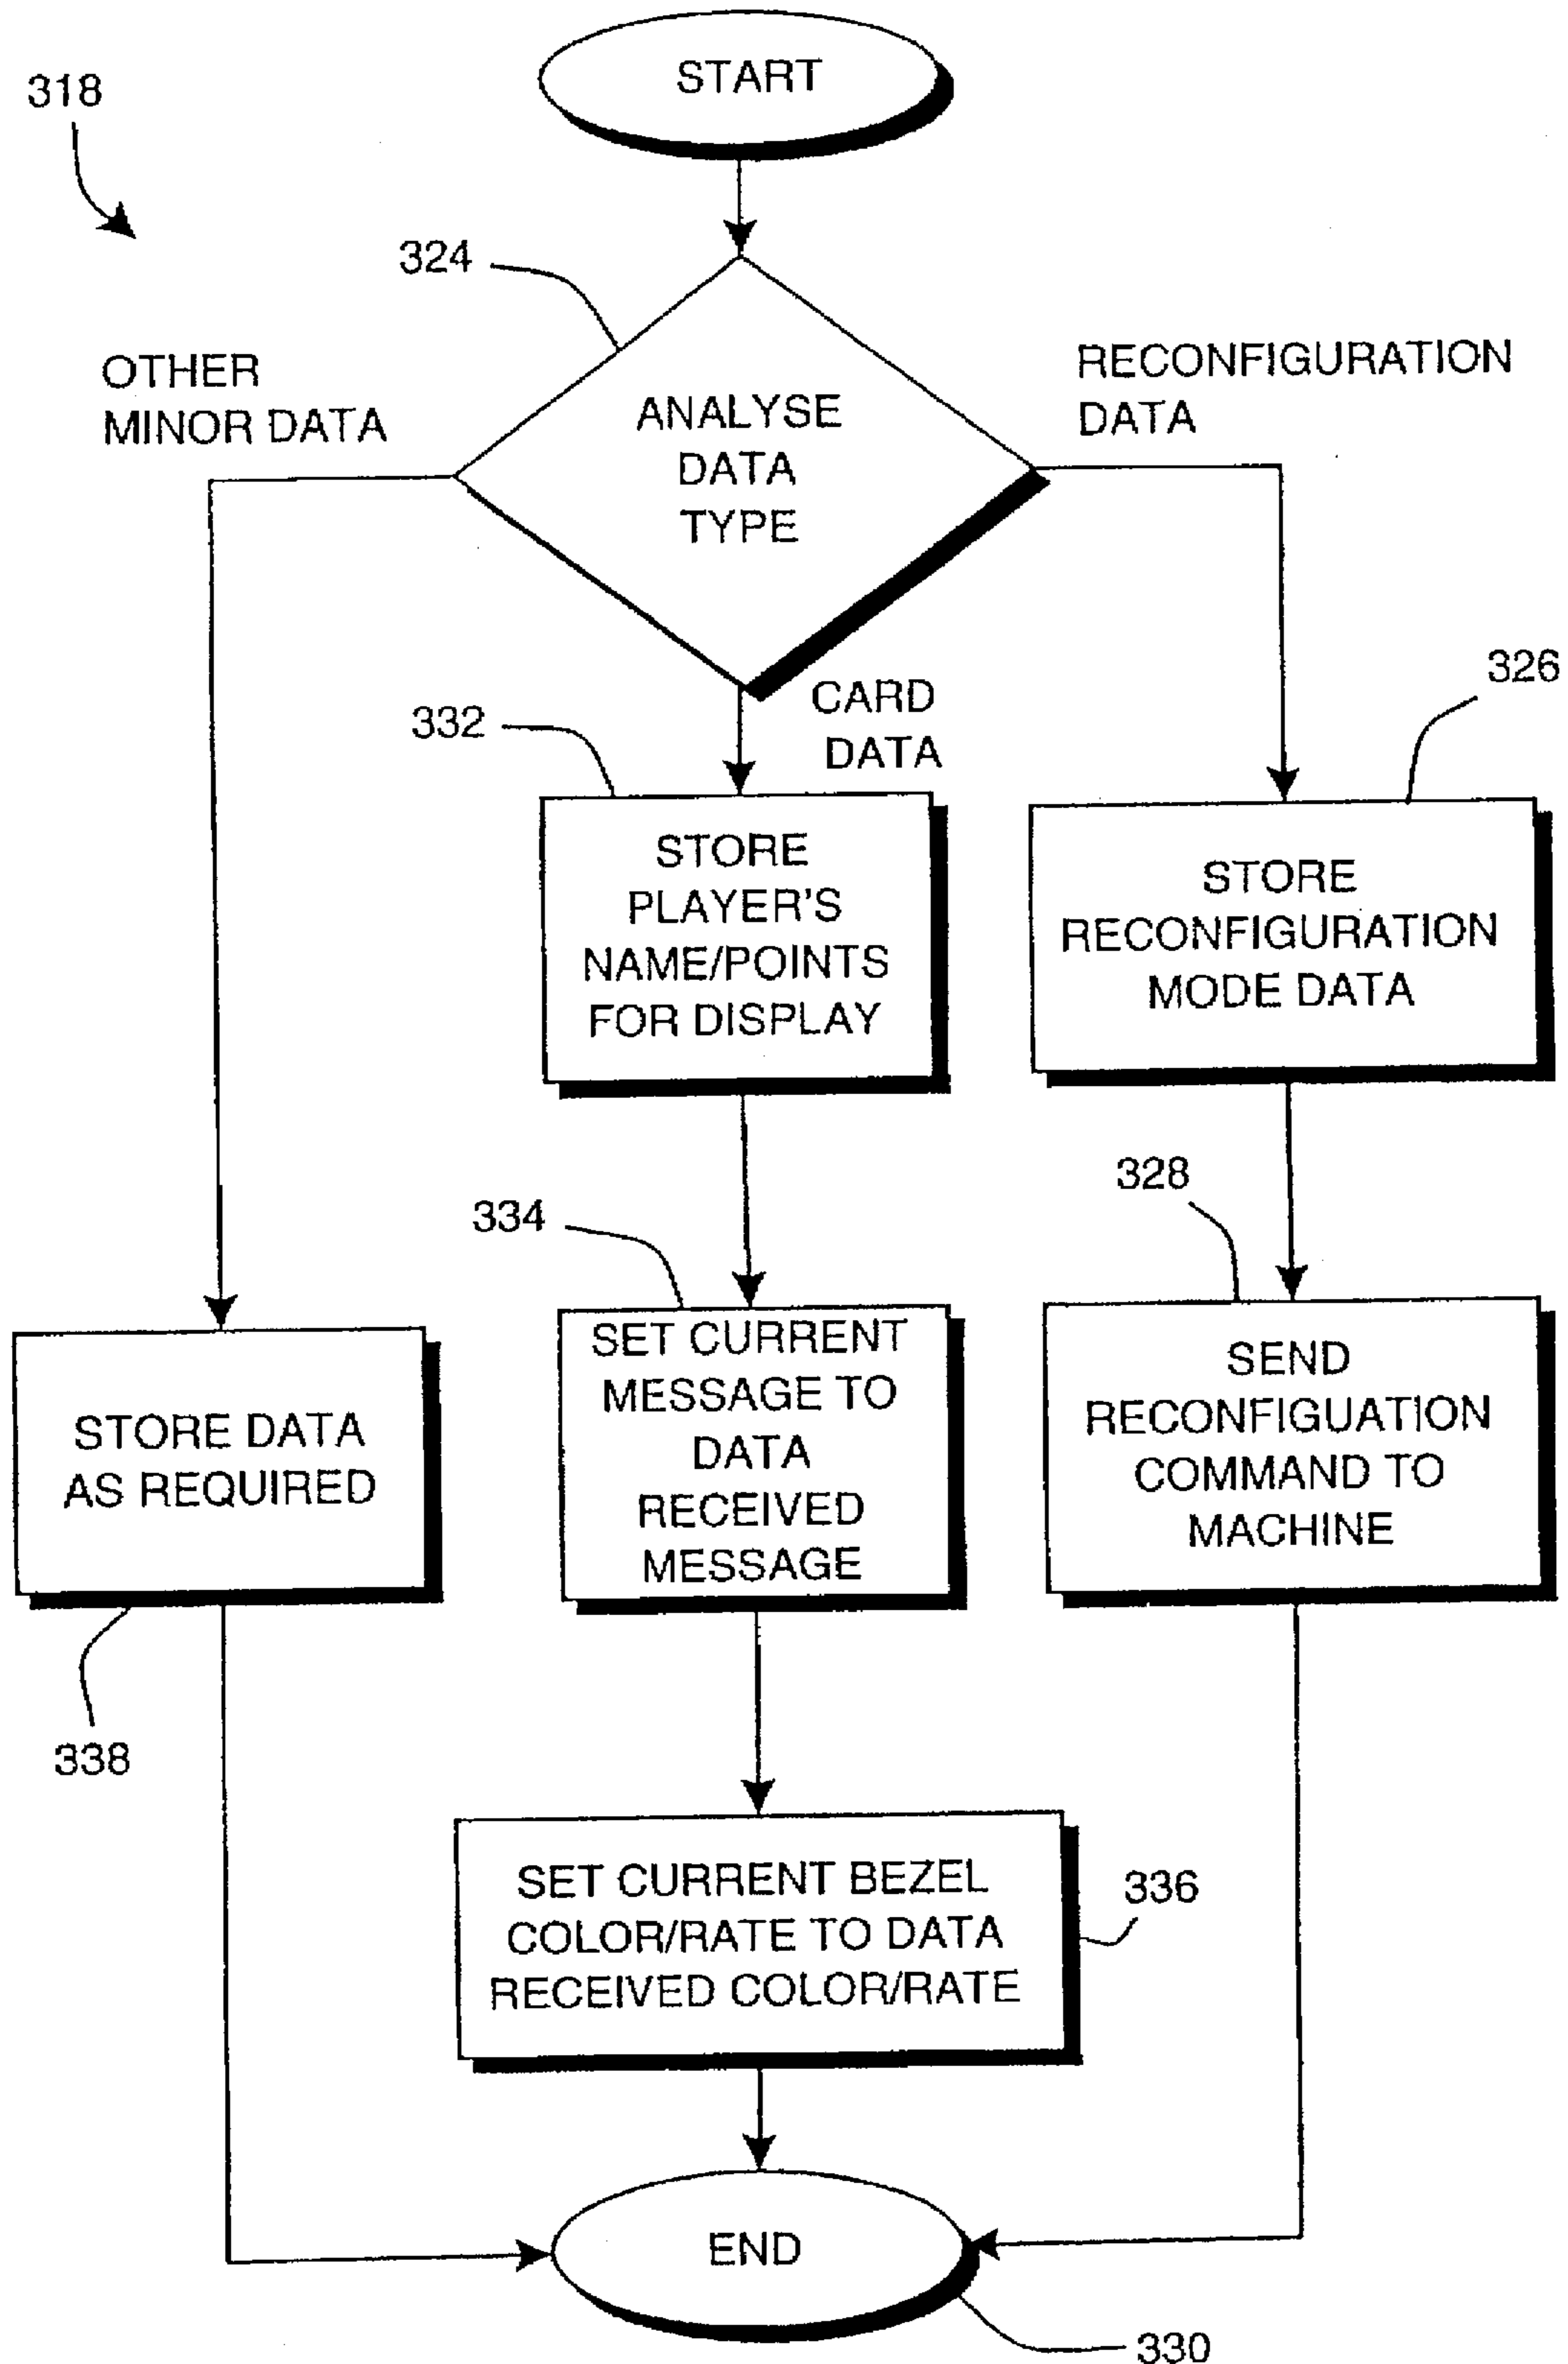 START
318
324
OTHER
MINOR DATA
RECONFIGURATION
DATA
ANALYSE
DATA
TYPE
CARD
DATA
332
326
STORE
PLAYER'S
NAME/POINTS
FOR DISPLAY
STORE
RECONFIGURATION
MODE DATA
334
328
STORE DATA
AS REQUIRED
SET CURRENT
MESSAGE TO
DATA
RECEIVED
MESSAGE
SEND
RECONFIGUATION
COMMAND TO
MACHINE
338
SET CURRENT BEZEL
COLOR/RATE TO DATA
RECEIVED COLOR/RATE
336
END
330